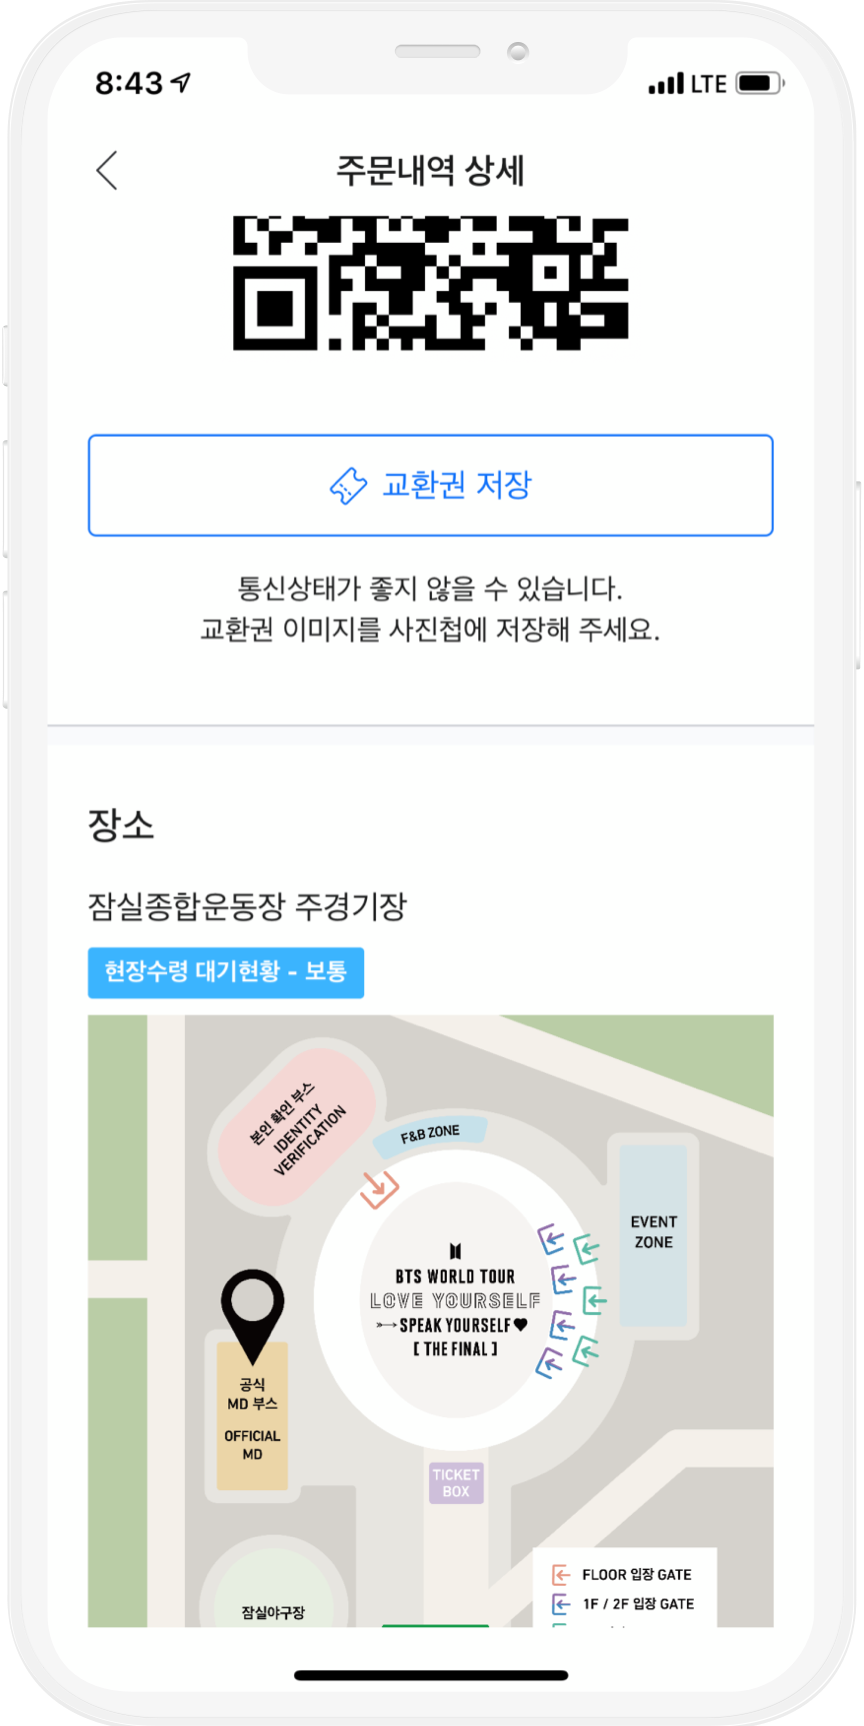 8:43
LTE
주문내역 상세
교환권 저장
통신상태가 좋지 않을 수 있습니다.
교환권 이미지를 사진첩에 저장해 주세요.
장소
잠실종합운동장 주경기장
현장수령 대기현황 - 보통
본인 확인 부스
IDENTITY
VERIFICATION
F&B ZONE
EVENT
ZONE
BTS WORLD TOUR
LOVE YOURSELF
SPEAK YOURSELF
[ THE FINAL ]
공식
MD 부스
OFFICIAL
MD
TICKET
BOX
잠실야구장
FLOOR 입장 GATE
1F / 2F 입장 GATE